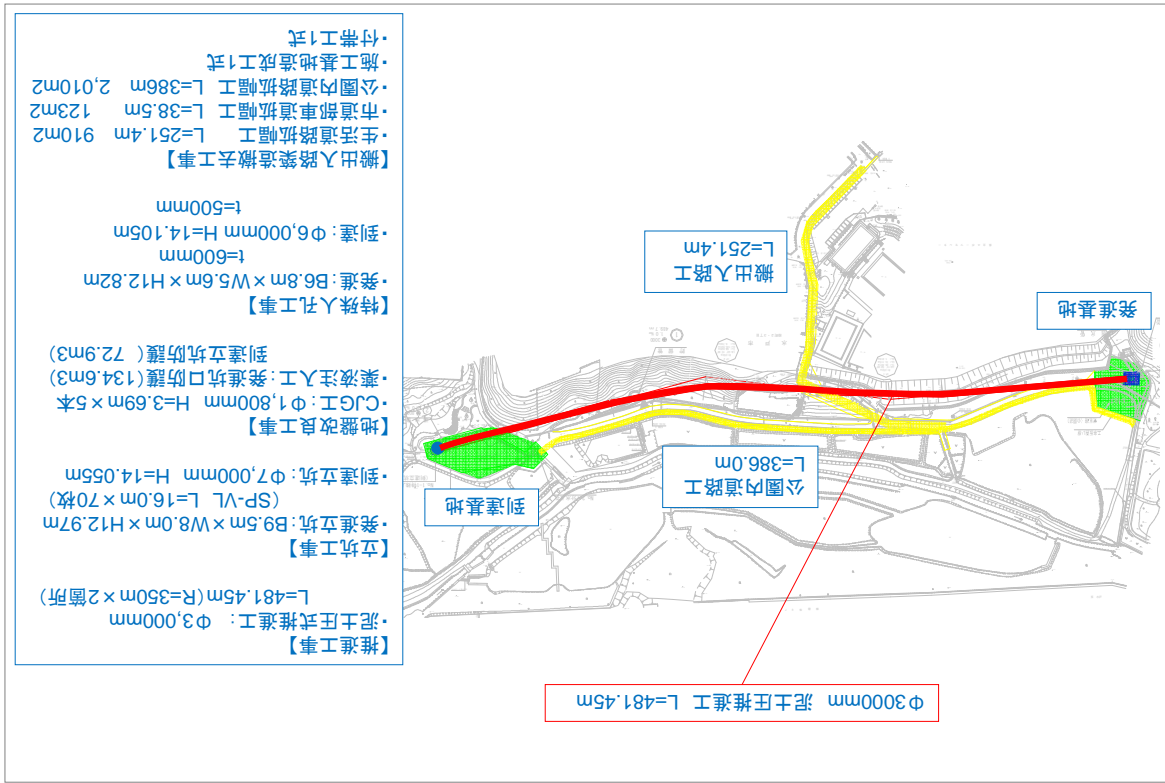 Φ3000mm 泥土圧推進工 L=481.45m
【推進工事】
・泥土圧式推進工: Φ3,000mm
L=481.45m(R=350m×2箇所)
【立坑工事】
・発進立坑:B9.5m×W8.0m×H12.97m
(SP-VL L=16.0m×70枚)
・到達立坑:Φ7,000mm H=14.055m
【地盤改良工事】
・CJG工:Φ1,800mm H=3.69m×5本
・薬液注入工:発進坑口防護(134.6m3)
到達立坑防護( 72.9m3)
【特殊人孔工事】
・発進:B6.8m×W5.6m×H12.82m
t=600mm
・到達:Φ6,000mm H=14.105m
t=500mm
【搬出入路築造撤去工事】
・生活道路拡幅工 L=251.4m 910m2
・市道部車道拡幅工 L=38.5m 123m2
・公園内道路拡幅工 L=386m 2,010m2
・施工基地造成工1式
・付帯工1式
到達基地
公園内道路工
L=386.0m
発進基地
搬出入路工
L=251.4m